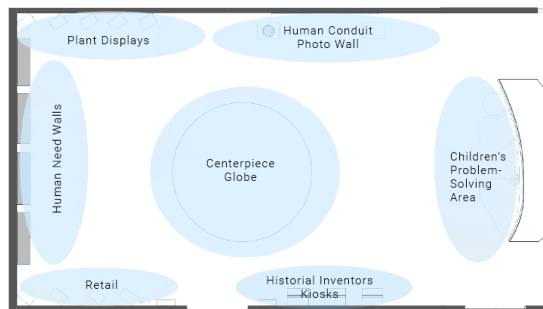 Plant Displays
Human Conduit
Photo Wall
Human Need Walls
Centerpiece
Globe
Children's
Problem-
Solving
Area
Retail
Historial Inventors
Kiosks